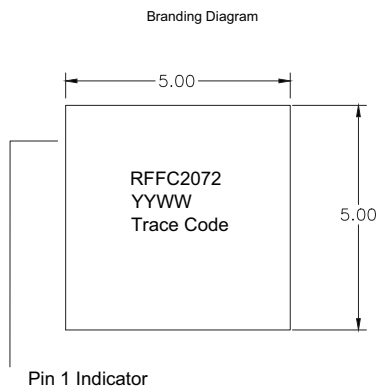 Branding Diagram
5.00
RFFC2072
YYWW
Trace Code
5.00
Pin 1 Indicator